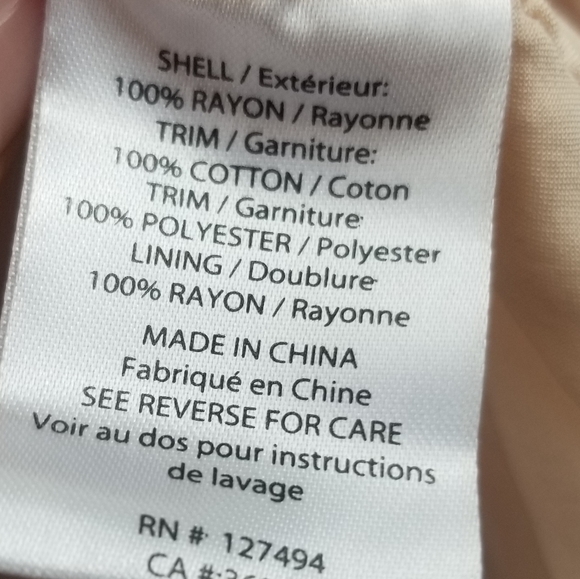 SHELL / Extérieur:
100% RAYON / Rayonne
TRIM / Garniture:
100% COTTON / Coton
TRIM / Garniture:
100% POLYESTER / Polyester
LINING / Doublure:
100% RAYON / Rayonne
MADE IN CHINA
Fabriqué en Chine
SEE REVERSE FOR CARE
Voir au dos pour instructions
de lavage
RN #: 127494
CA #: